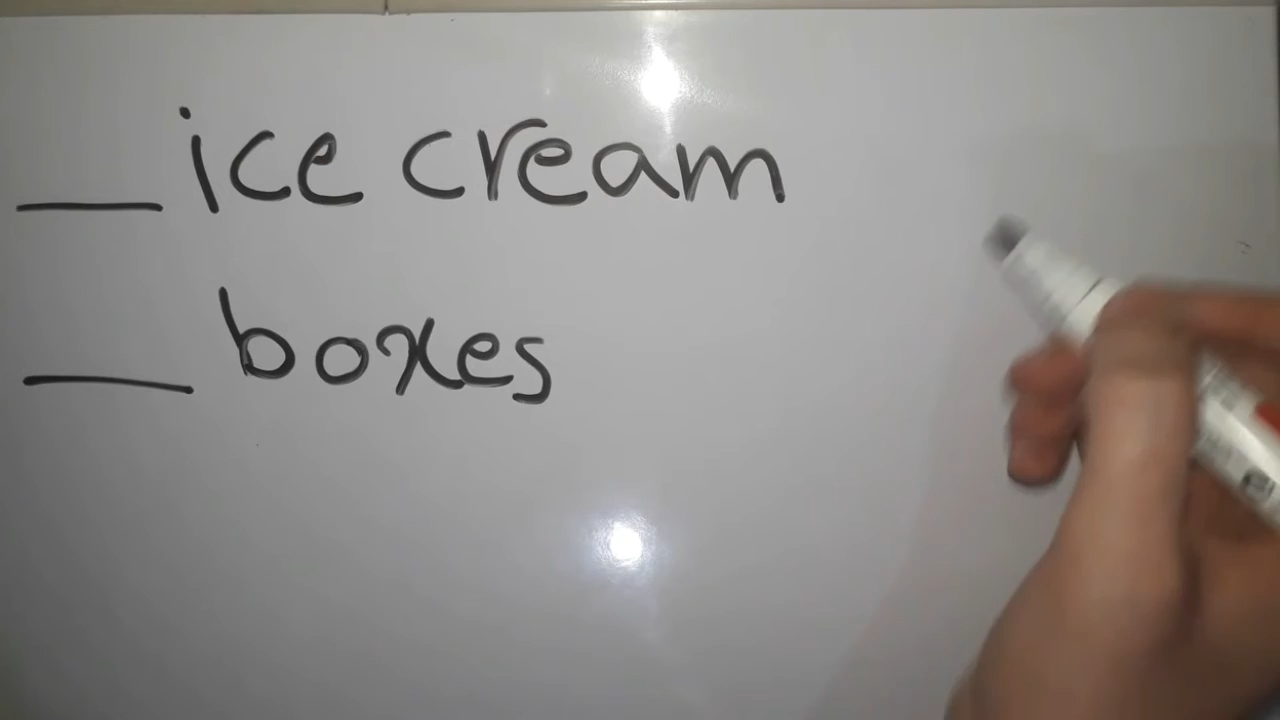 __ ice cream
__ boxes